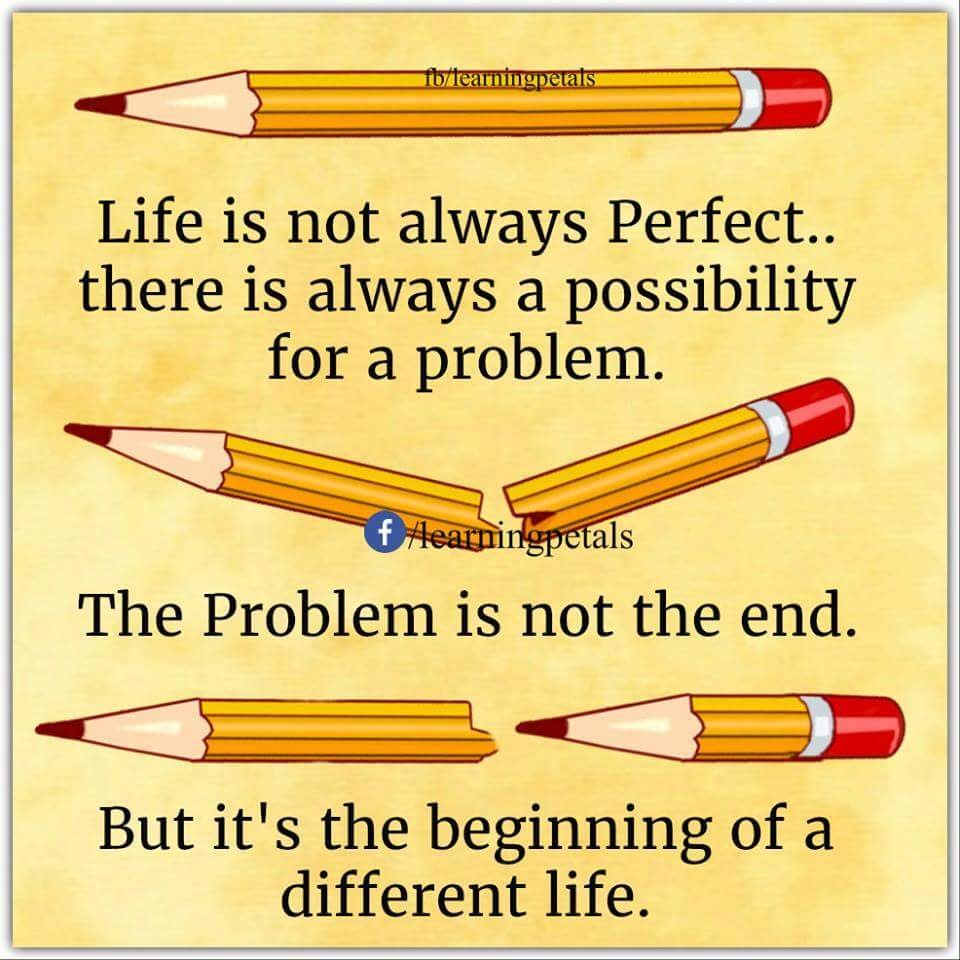 fb/learningpetals
Life is not always Perfect..
there is always a possibility
for a problem.
f/learningpetals
The Problem is not the end.
But it's the beginning of a
different life.